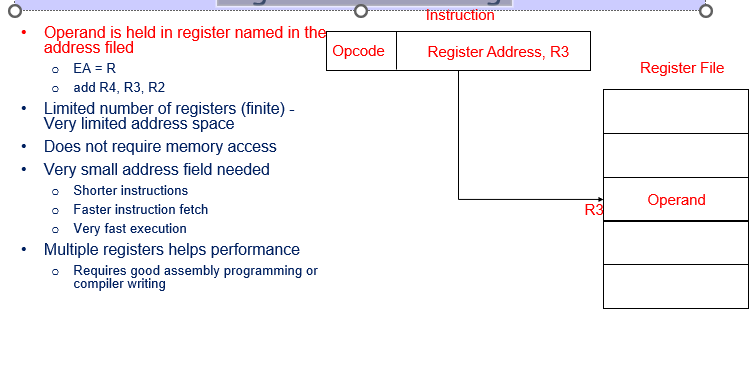 Operand is held in register named in the
address filed
EA = R
add R4, R3, R2
Limited number of registers (finite) -
Very limited address space
Does not require memory access
Very small address field needed
Shorter instructions
Faster instruction fetch
Very fast execution
Multiple registers helps performance
Requires good assembly programming or
compiler writing
Instruction
Opcode
Register Address, R3
Register File
R3
Operand